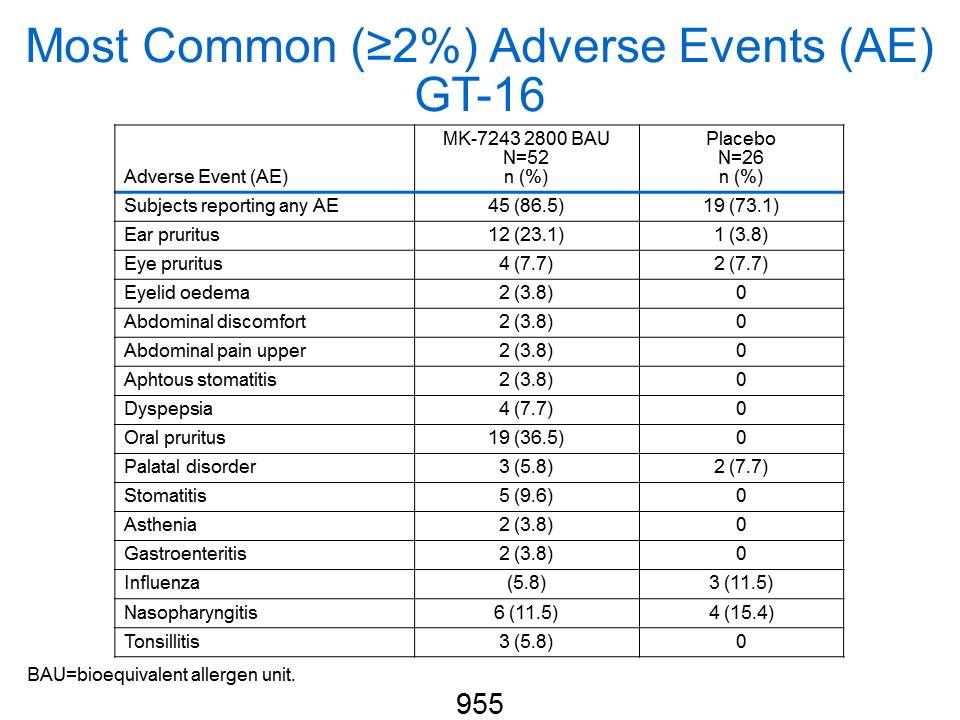 Most Common (≥2%) Adverse Events (AE)
GT-16
Adverse Event (AE) MK-7243 2800 BAU N=52 n (%) Placebo N=26 n (%)
Subjects reporting any AE 45 (86.5) 19 (73.1)
Ear pruritus 12 (23.1) 1 (3.8)
Eye pruritus 4 (7.7) 2 (7.7)
Eyelid oedema 2 (3.8) 0
Abdominal discomfort 2 (3.8) 0
Abdominal pain upper 2 (3.8) 0
Aphtous stomatitis 2 (3.8) 0
Dyspepsia 4 (7.7) 0
Oral pruritus 19 (36.5) 0
Palatal disorder 3 (5.8) 2 (7.7)
Stomatitis 5 (9.6) 0
Asthenia 2 (3.8) 0
Gastroenteritis 2 (3.8) 0
Influenza (5.8) 3 (11.5)
Nasopharyngitis 6 (11.5) 4 (15.4)
Tonsillitis 3 (5.8) 0
BAU=bioequivalent allergen unit.
955